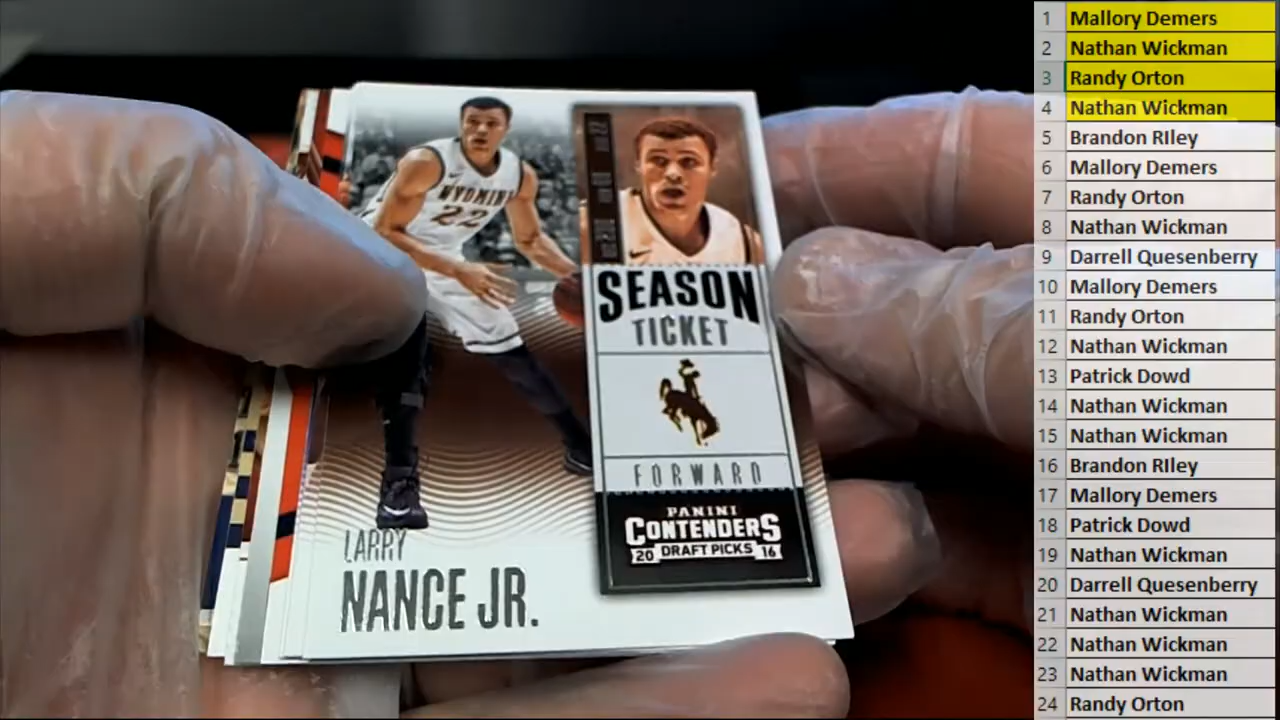 WYOMING
22
SEASON
TICKET
FORWARD
PANINI
CONTENDERS
20 DRAFT PICKS 16
LARRY
NANCE JR.
1 Mallory Demers
2 Nathan Wickman
3 Randy Orton
4 Nathan Wickman
5 Brandon RIley
6 Mallory Demers
7 Randy Orton
8 Nathan Wickman
9 Darrell Quesenberry
10 Mallory Demers
11 Randy Orton
12 Nathan Wickman
13 Patrick Dowd
14 Nathan Wickman
15 Nathan Wickman
16 Brandon RIley
17 Mallory Demers
18 Patrick Dowd
19 Nathan Wickman
20 Darrell Quesenberry
21 Nathan Wickman
22 Nathan Wickman
23 Nathan Wickman
24 Randy Orton